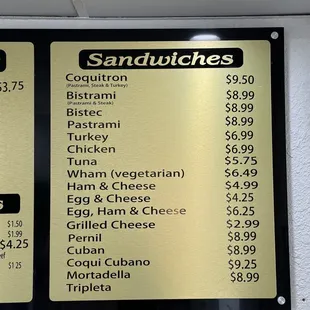 $3.75
s
$1.50
$1.99
$4.25
$1.25
Sandwiches
Coquitron $9.50
(Pastrami, Steak & Turkey)
Bistrami $8.99
(Pastrami & Steak)
Bistec $8.99
Pastrami $8.99
Turkey $6.99
Chicken $6.99
Tuna $5.75
Wham (vegetarian) $6.49
Ham & Cheese $4.99
Egg & Cheese $4.25
Egg, Ham & Cheese $6.25
Grilled Cheese $2.99
Pernil $8.99
Cuban $8.99
Coqui Cubano $9.25
Mortadella $8.99
Tripleta